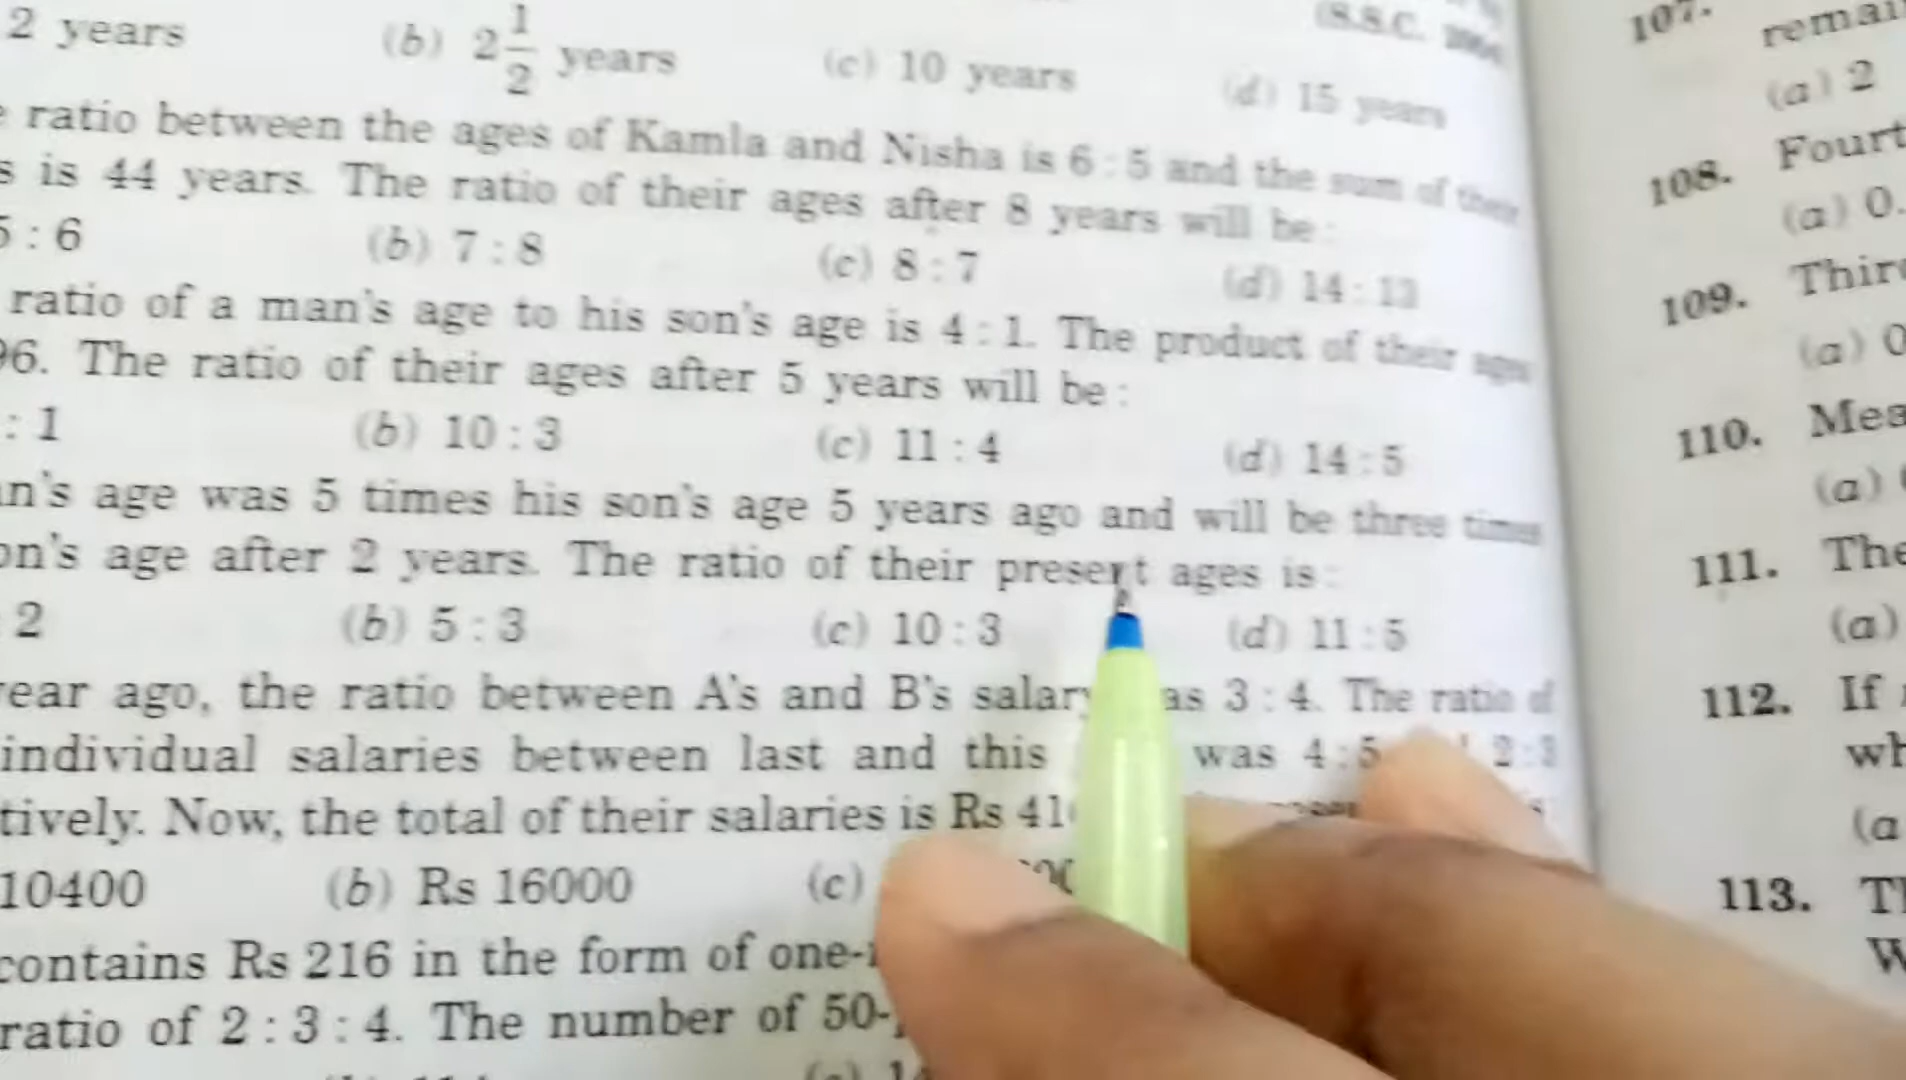 2 years (b) 2 1/2 years (c) 10 years (d) 15 years
(S.S.C.
ratio between the ages of Kamla and Nisha is 6 : 5 and the sum of their
s is 44 years. The ratio of their ages after 8 years will be :
5 : 6 (b) 7 : 8 (c) 8 : 7 (d) 14 : 13
ratio of a man's age to his son's age is 4 : 1. The product of their ages
96. The ratio of their ages after 5 years will be :
: 1 (b) 10 : 3 (c) 11 : 4 (d) 14 : 5
n's age was 5 times his son's age 5 years ago and will be three times
on's age after 2 years. The ratio of their present ages is :
2 (b) 5 : 3 (c) 10 : 3 (d) 11 : 5
ear ago, the ratio between A's and B's salary as 3 : 4. The ratio of
individual salaries between last and this was 4 : 5 2 : 3
tively. Now, the total of their salaries is Rs 41
10400 (b) Rs 16000 (c)
contains Rs 216 in the form of one-
ratio of 2 : 3 : 4. The number of 50-
107. remai
(a) 2
108. Fourt
(a) 0.
109. Thir
(a) 0
110. Mea
(a)
111. The
(a)
112. If
wh
(a
113. T
W